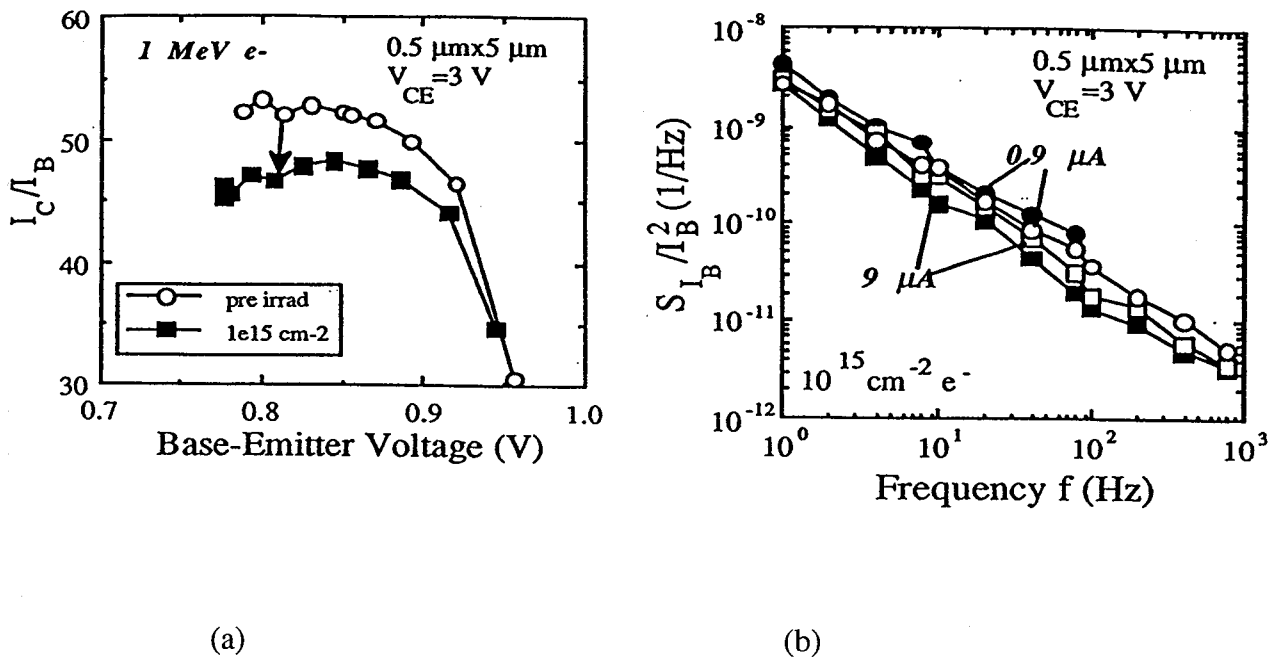 60
50
40
30
0.7
0.8
0.9
1.0
I_C/I_B
Base-Emitter Voltage (V)
1 MeV e-
0.5 μmx5 μm
V_CE=3 V
pre irrad
1e15 cm-2
(a)
10^-8
10^-9
10^-10
10^-11
10^-12
10^0
10^1
10^2
10^3
S_I_B/I_B^2 (1/Hz)
Frequency f (Hz)
0.5 μmx5 μm
V_CE=3 V
0.9 μA
9 μA
10^15 cm^-2 e^-
(b)